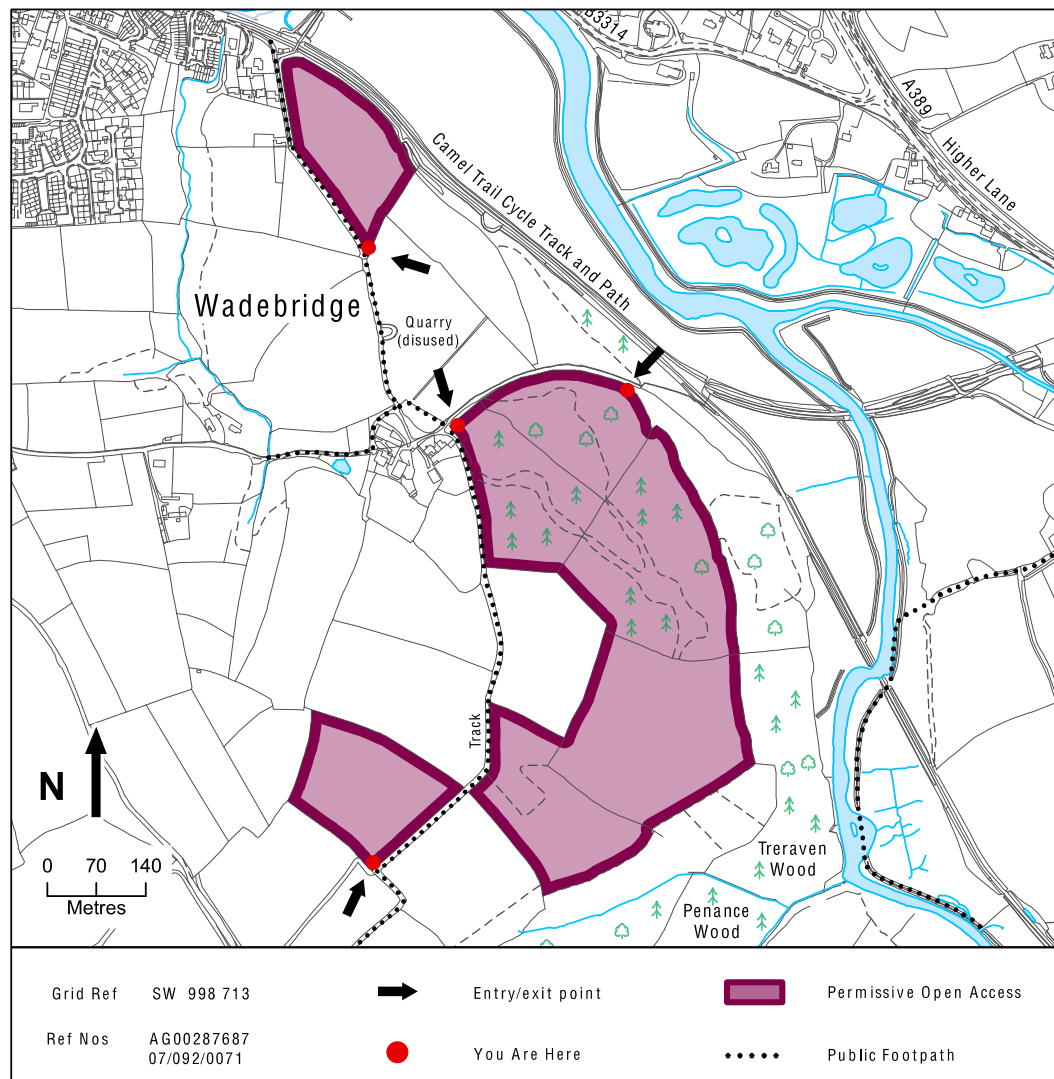 B3314
A389
Higher Lane
Camel Trail Cycle Track and Path
Wadebridge
Quarry
(disused)
Track
N
0 70 140
Metres
Treraven
Wood
Penance
Wood
Grid Ref SW 998 713
Entry/exit point
Permissive Open Access
Ref Nos AG00287687
07/092/0071
You Are Here
Public Footpath